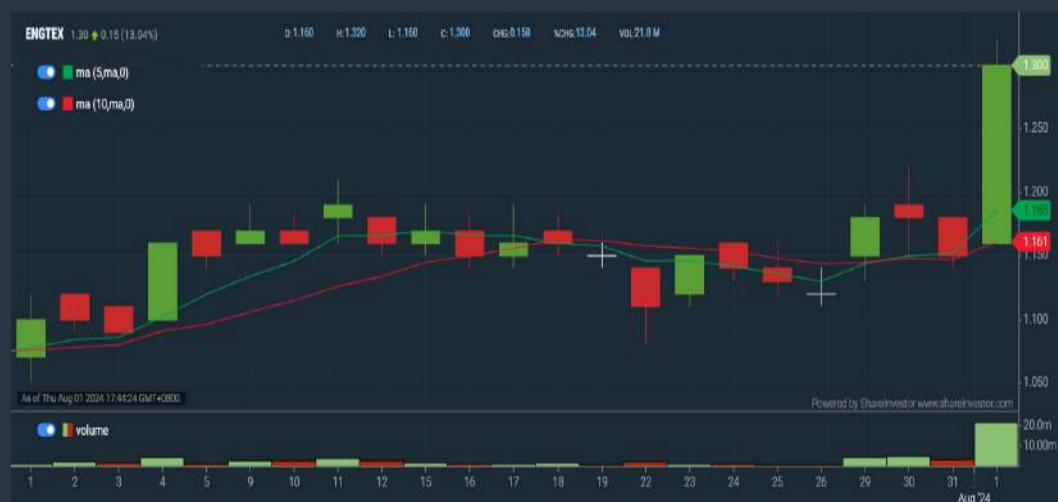 ENGTEX 1.30 0.15 (13.04%) O: 1.160 H: 1.320 L: 1.160 C: 1.300 CHG: 0.150 %CHG: 13.04 VOL: 21.8 M
ma (5,ma,0)
ma (10,ma,0)
1.300
1.250
1.200
1.185
1.161
1.150
1.100
1.050
As of Thu Aug 01 2024 17:44:24 GMT+0800.
Powered by ShareInvestor www.shareinvestor.com
volume
20.0m
10.00m
1 2 3 4 5 9 10 11 12 15 16 17 18 19 22 23 24 25 26 29 30 31 1
Aug '24